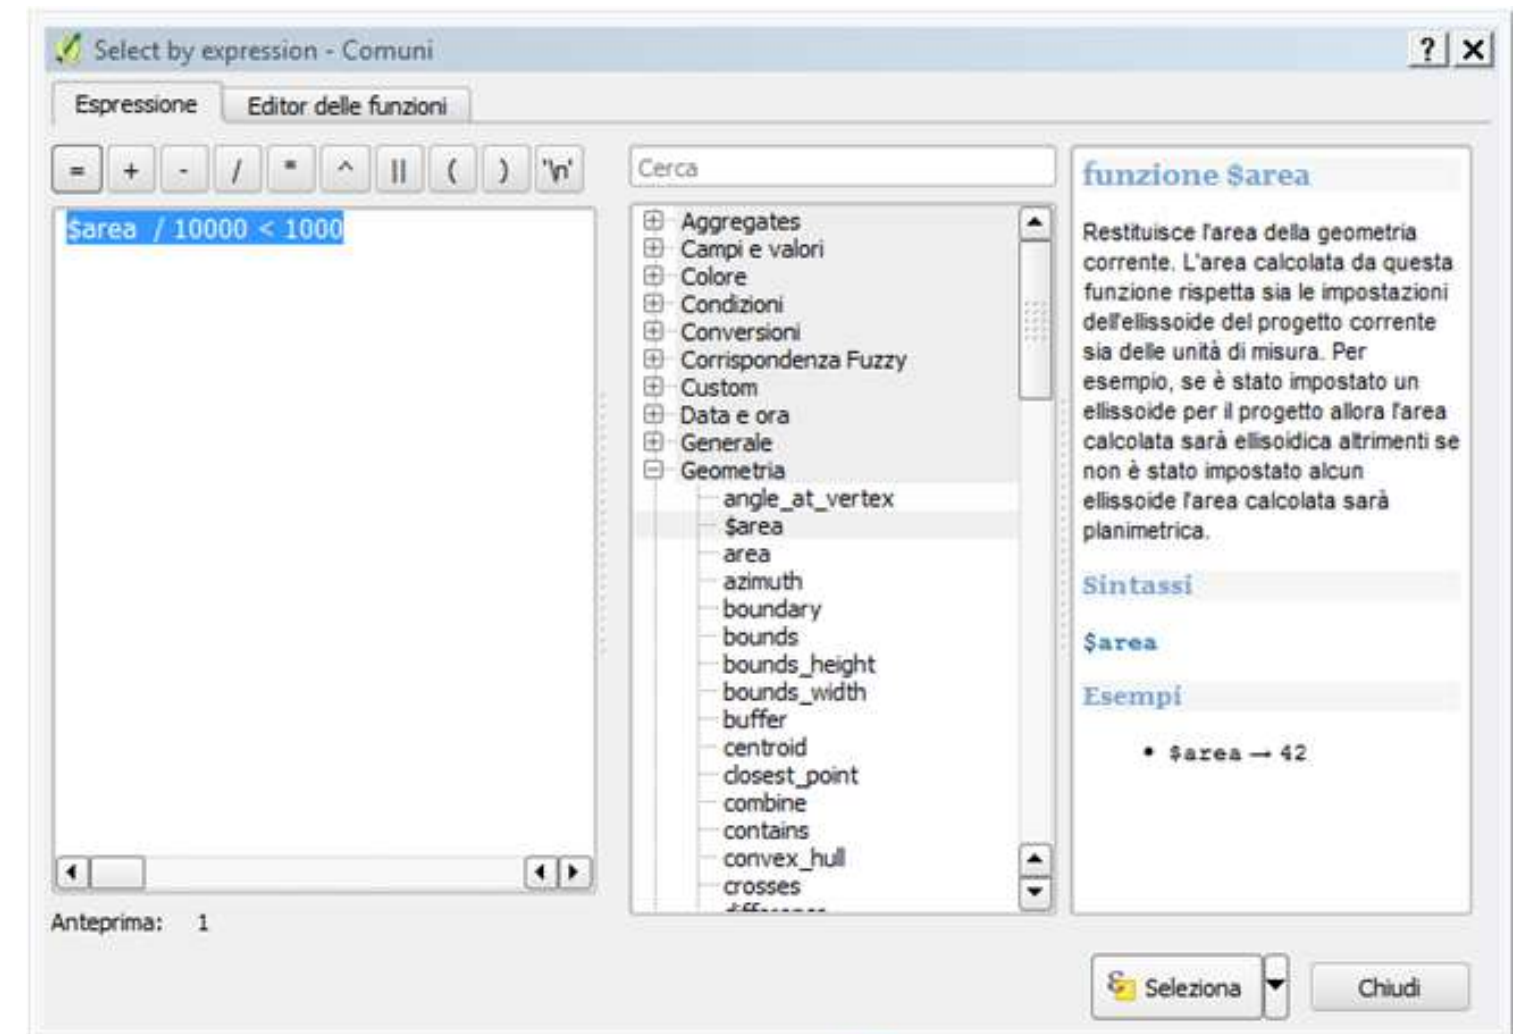 Select by expression - Comuni
? X
Espressione Editor delle funzioni
= + - / * ^ || ( ) '\n'
$area / 10000 < 1000
Anteprima: 1
Cerca
Aggregates
Campi e valori
Colore
Condizioni
Conversioni
Corrispondenza Fuzzy
Custom
Data e ora
Generale
Geometria
angle_at_vertex
$area
area
azimuth
boundary
bounds
bounds_height
bounds_width
buffer
centroid
closest_point
combine
contains
convex_hull
crosses
funzione $area
Restituisce l'area della geometria
corrente. L'area calcolata da questa
funzione rispetta sia le impostazioni
dell'ellissoide del progetto corrente
sia delle unità di misura. Per
esempio, se è stato impostato un
ellissoide per il progetto allora l'area
calcolata sarà ellisoidica altrimenti se
non è stato impostato alcun
ellissoide l'area calcolata sarà
planimetrica.
Sintassi
$area
Esempi
• $area → 42
Seleziona Chiudi